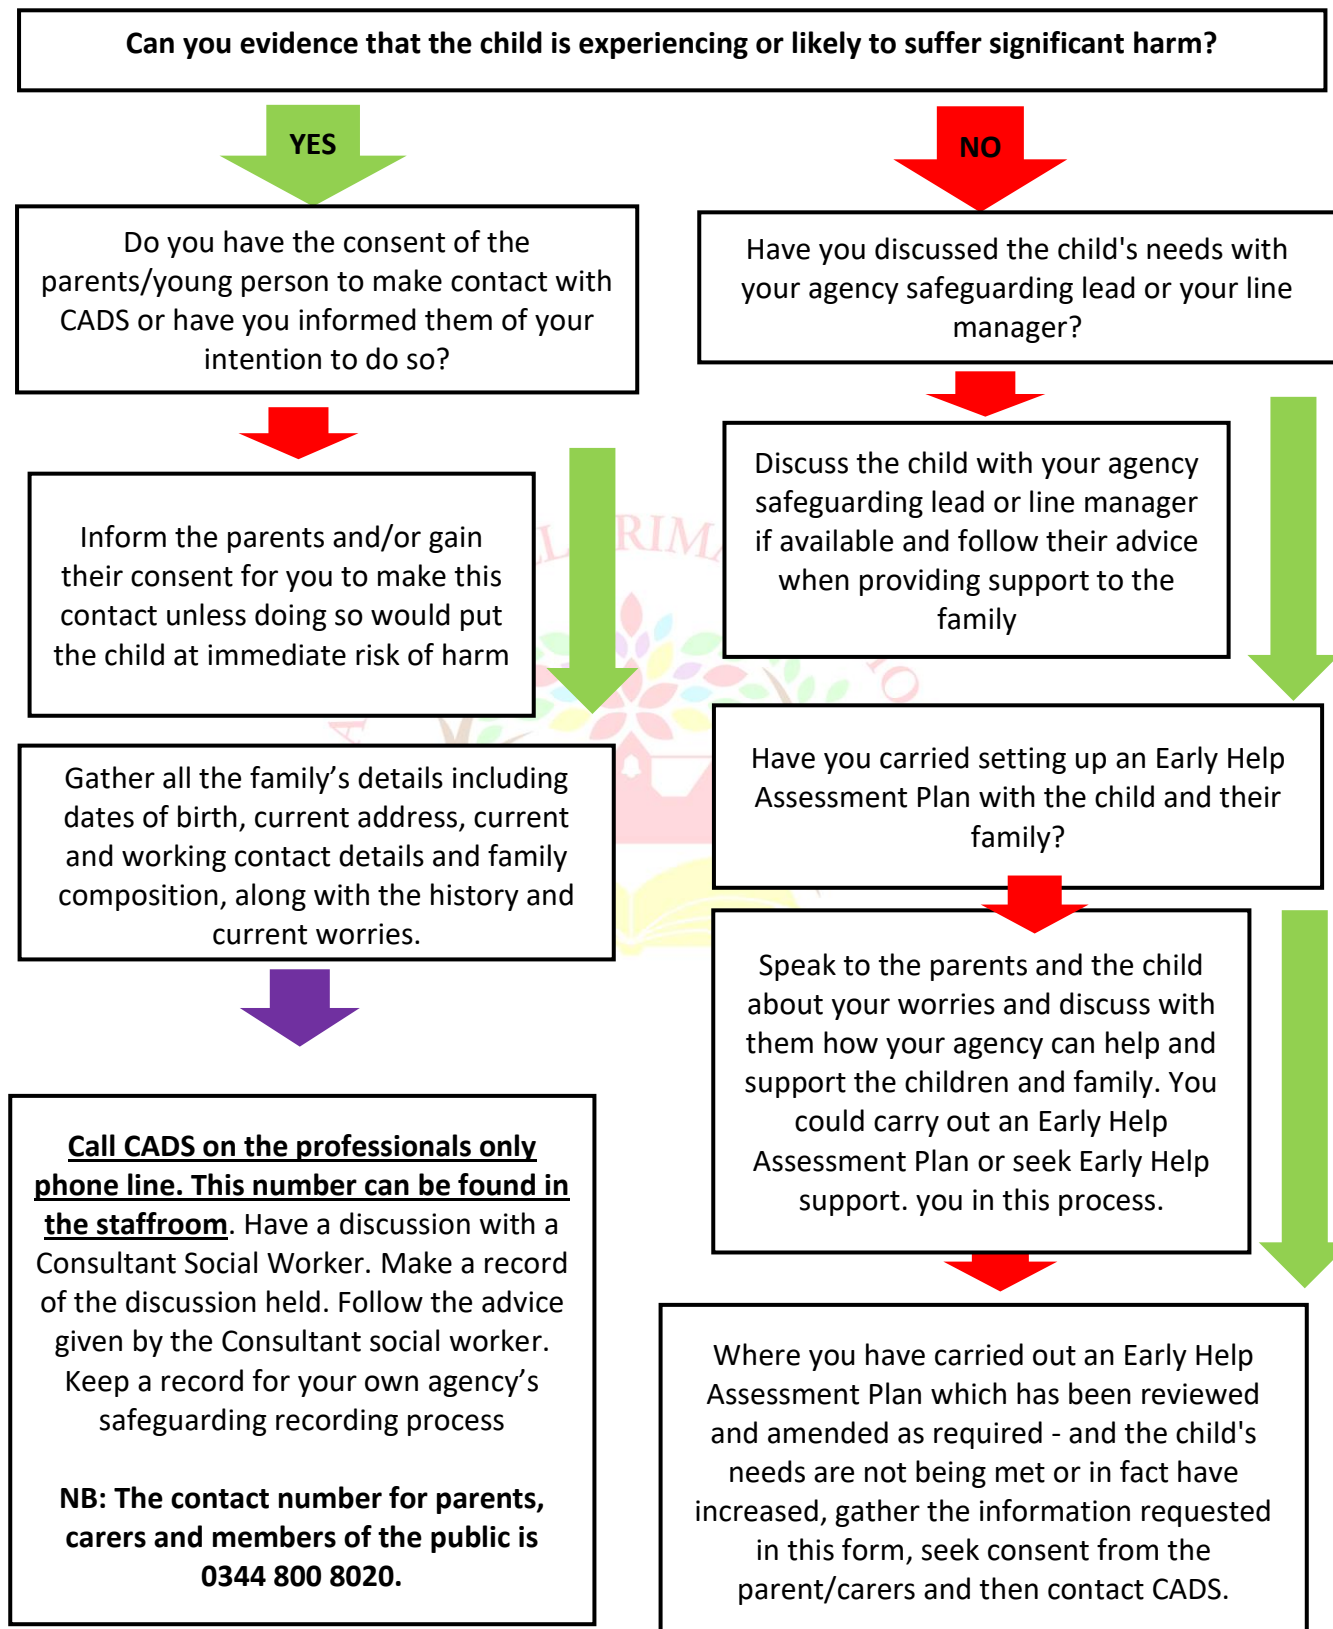 Can you evidence that the child is experiencing or likely to suffer significant harm?
YES
NO
Do you have the consent of the
parents/young person to make contact with
CADS or have you informed them of your
intention to do so?
Have you discussed the child's needs with
your agency safeguarding lead or your line
manager?
Inform the parents and/or gain
their consent for you to make this
contact unless doing so would put
the child at immediate risk of harm
Discuss the child with your agency
safeguarding lead or line manager
if available and follow their advice
when providing support to the
family
Gather all the family’s details including
dates of birth, current address, current
and working contact details and family
composition, along with the history and
current worries.
Have you carried setting up an Early Help
Assessment Plan with the child and their
family?
Speak to the parents and the child
about your worries and discuss with
them how your agency can help and
support the children and family. You
could carry out an Early Help
Assessment Plan or seek Early Help
support. you in this process.
Call CADS on the professionals only
phone line. This number can be found in
the staffroom. Have a discussion with a
Consultant Social Worker. Make a record
of the discussion held. Follow the advice
given by the Consultant social worker.
Keep a record for your own agency’s
safeguarding recording process
NB: The contact number for parents,
carers and members of the public is
0344 800 8020.
Where you have carried out an Early Help
Assessment Plan which has been reviewed
and amended as required - and the child's
needs are not being met or in fact have
increased, gather the information requested
in this form, seek consent from the
parent/carers and then contact CADS.